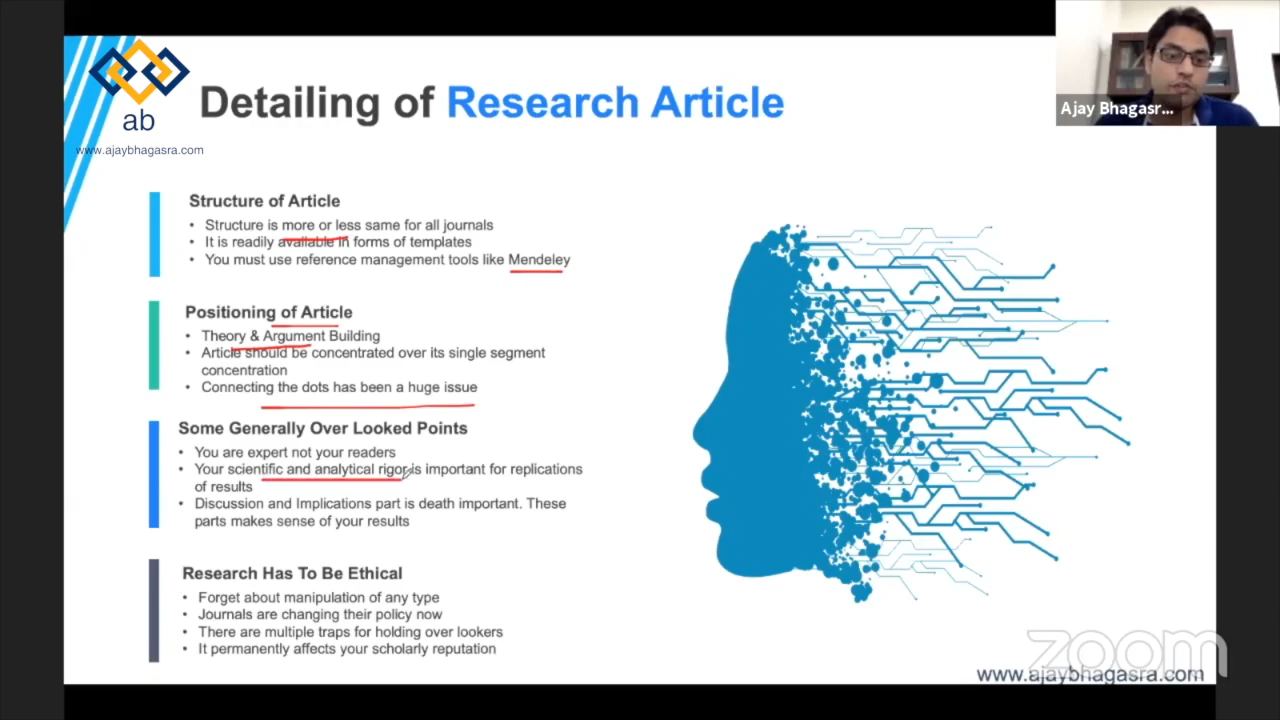 ab
www.ajaybhagasra.com
Detailing of Research Article
Ajay Bhagasr...
Structure of Article
• Structure is more or less same for all journals
• It is readily available in forms of templates
• You must use reference management tools like Mendeley
Positioning of Article
• Theory & Argument Building
• Article should be concentrated over its single segment
concentration
• Connecting the dots has been a huge issue
Some Generally Over Looked Points
• You are expert not your readers
• Your scientific and analytical rigor is important for replications
of results
• Discussion and Implications part is death important. These
parts makes sense of your results
Research Has To Be Ethical
• Forget about manipulation of any type
• Journals are changing their policy now
• There are multiple traps for holding over lookers
• It permanently affects your scholarly reputation
zoom
www.ajaybhagasra.com